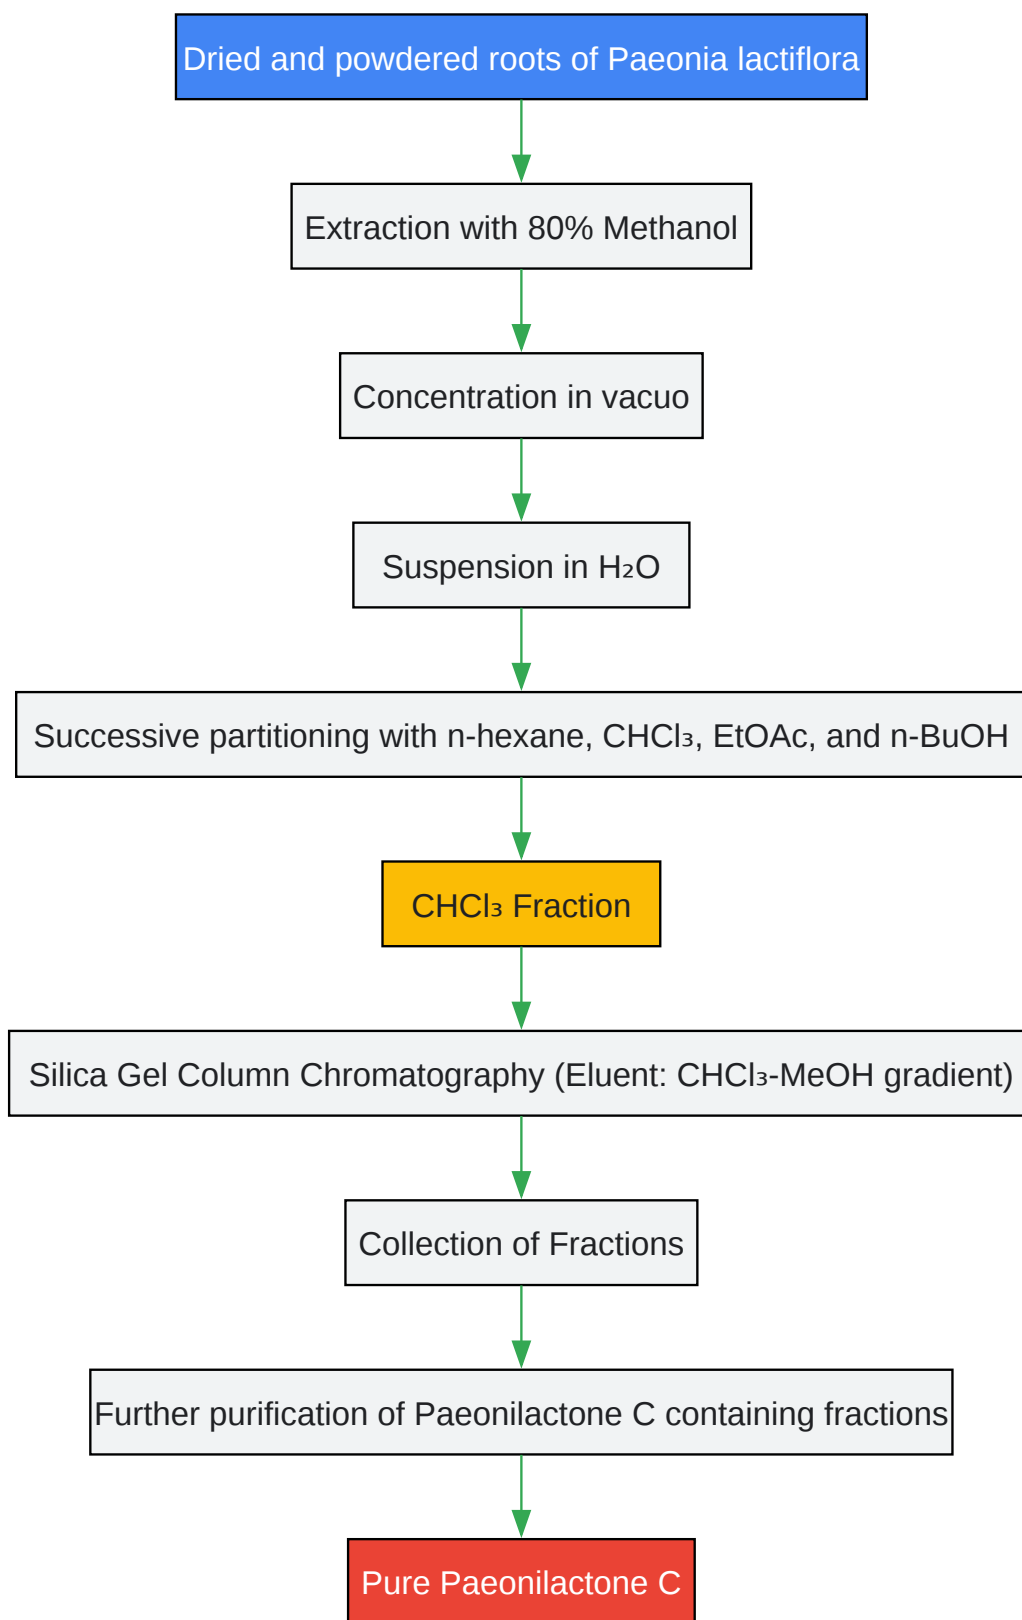 Dried and powdered roots of Paeonia lactiflora
Extraction with 80% Methanol
Concentration in vacuo
Suspension in H₂O
Successive partitioning with n-hexane, CHCl₃, EtOAc, and n-BuOH
CHCl₃ Fraction
Silica Gel Column Chromatography (Eluent: CHCl₃-MeOH gradient)
Collection of Fractions
Further purification of Paeonilactone C containing fractions
Pure Paeonilactone C